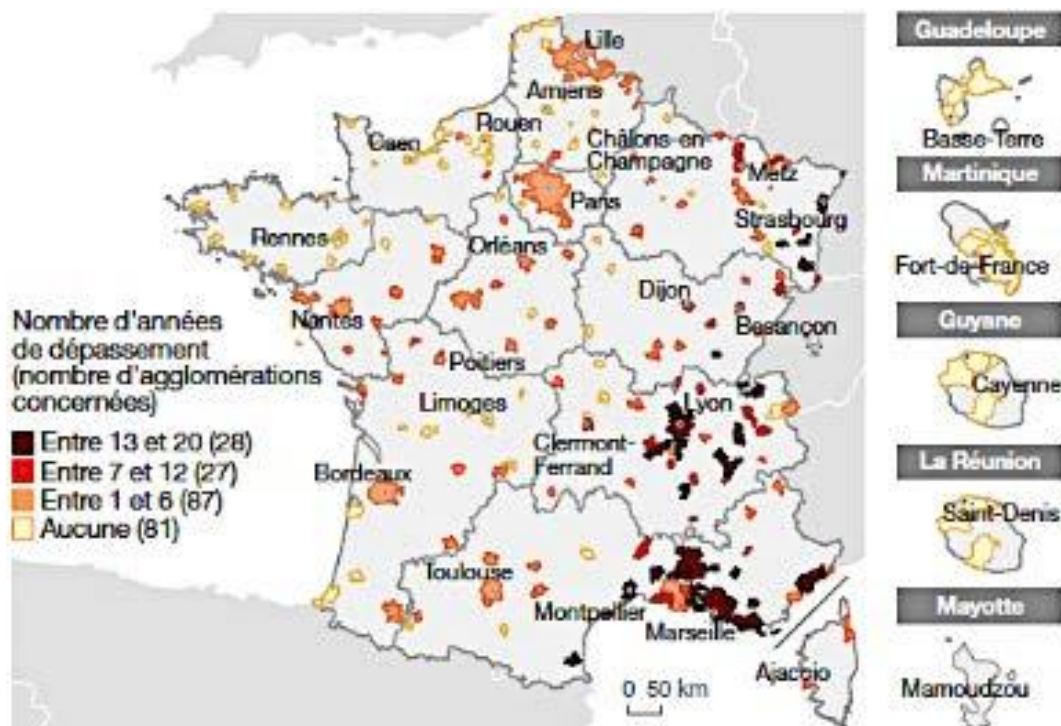 Lille
Amiens
Rouen
Caen
Châlons-en-
Champagne
Metz
Paris
Strasbourg
Rennes
Orléans
Dijon
Nantes
Besançon
Poitiers
Limoges
Lyon
Clermont-
Ferrand
Bordeaux
Toulouse
Montpellier
Marseille
Ajaccio
0 50 km
Nombre d'années
de dépassement
(nombre d'agglomérations
concernées)
Entre 13 et 20 (28)
Entre 7 et 12 (27)
Entre 1 et 6 (87)
Aucune (81)
Guadeloupe
Basse-Terre
Martinique
Fort-de-France
Guyane
Cayenne
La Réunion
Saint-Denis
Mayotte
Mamoudzou